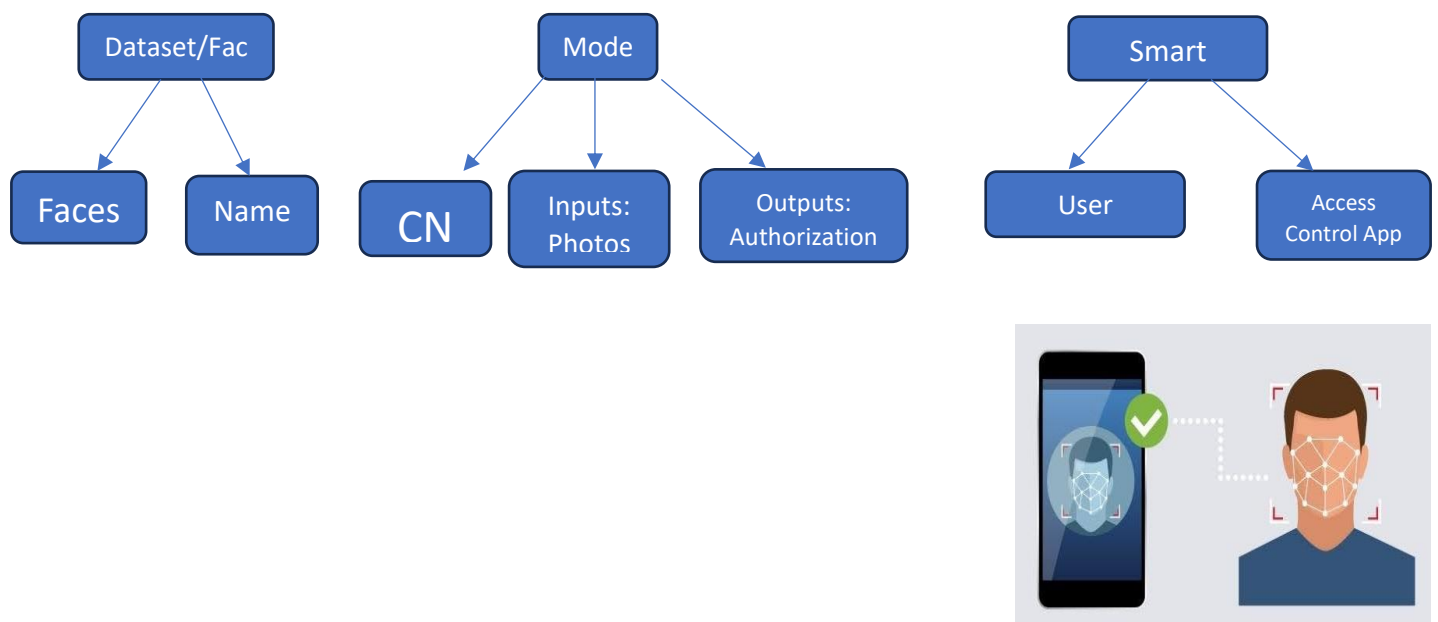 Dataset/Fac
Mode
Smart
Faces
Name
CN
Inputs:
Photos
Outputs:
Authorization
User
Access
Control App